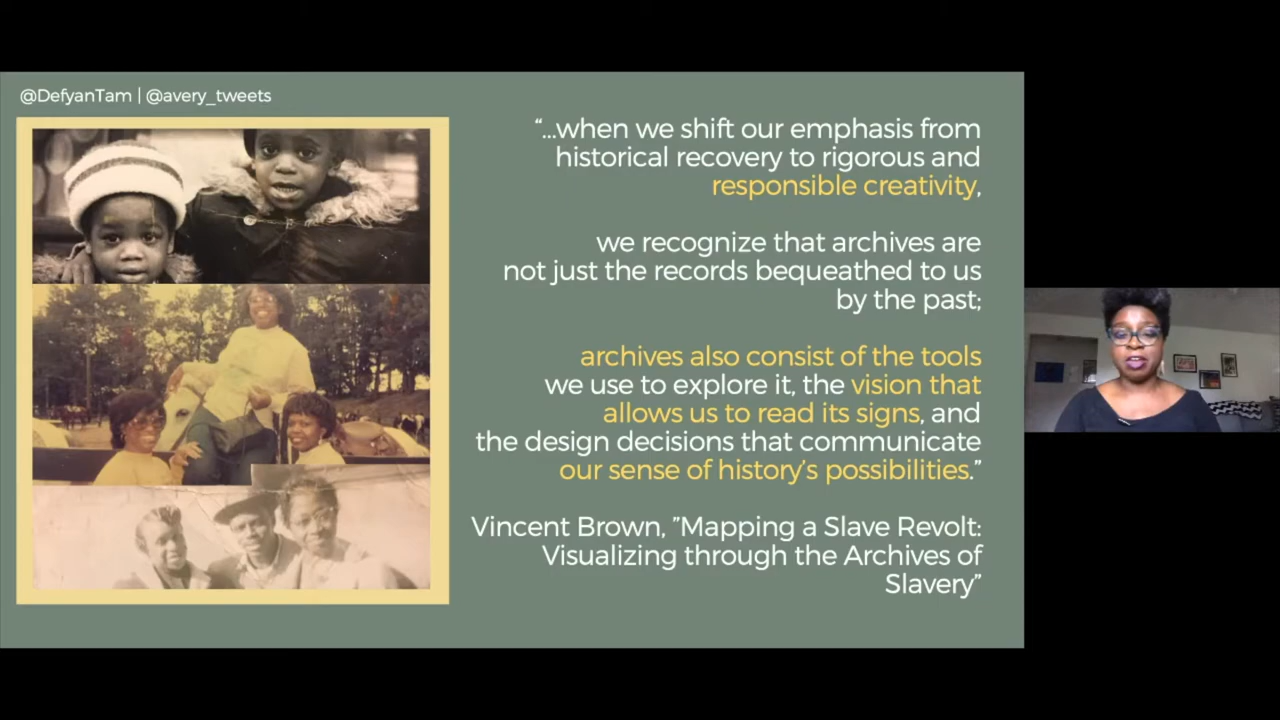 @DefyanTam | @avery_tweets
“...when we shift our emphasis from
historical recovery to rigorous and
responsible creativity,
we recognize that archives are
not just the records bequeathed to us
by the past;
archives also consist of the tools
we use to explore it, the vision that
allows us to read its signs, and
the design decisions that communicate
our sense of history’s possibilities.”
Vincent Brown, ”Mapping a Slave Revolt:
Visualizing through the Archives of
Slavery”